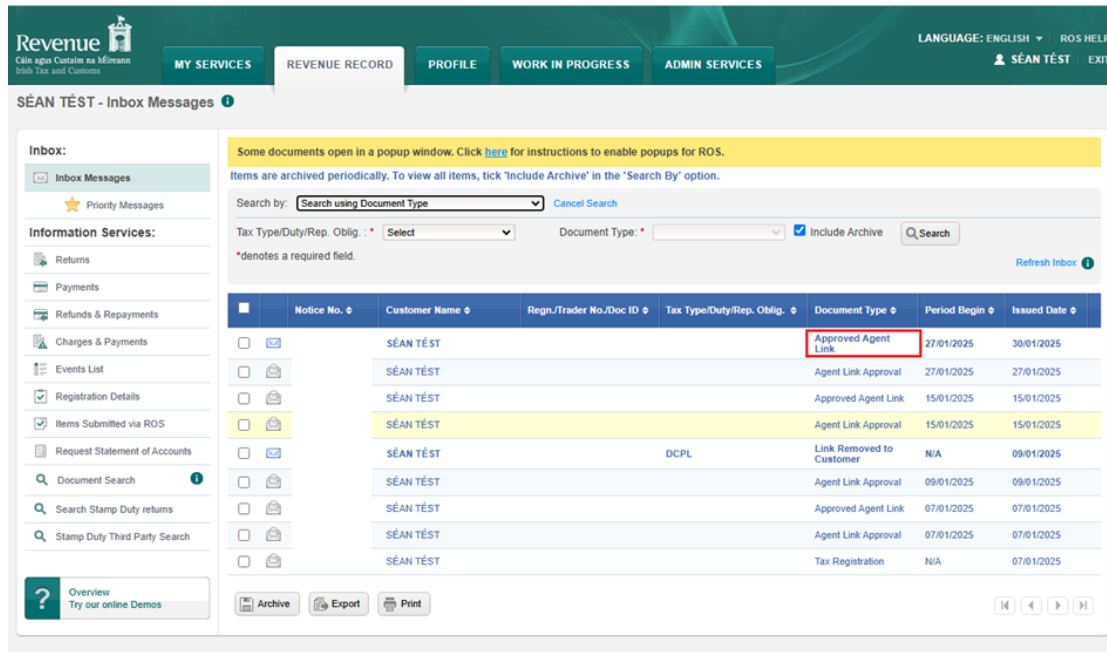 Revenue
Cáin agus Custaim na hÉireann
Irish Tax and Customs
LANGUAGE: ENGLISH ROS HELP
MY SERVICES REVENUE RECORD PROFILE WORK IN PROGRESS ADMIN SERVICES
SÉAN TÉST EXIT
SÉAN TÉST - Inbox Messages i
Inbox:
Inbox Messages
Priority Messages
Information Services:
Returns
Payments
Refunds & Repayments
Charges & Payments
Events List
Registration Details
Items Submitted via ROS
Request Statement of Accounts
Document Search i
Search Stamp Duty returns
Stamp Duty Third Party Search
? Overview
Try our online Demos
Some documents open in a popup window. Click here for instructions to enable popups for ROS.
Items are archived periodically. To view all items, tick 'Include Archive' in the 'Search By' option.
Search by: Search using Document Type Cancel Search
Tax Type/Duty/Rep. Oblig. : * Select Document Type: * Include Archive Search
*denotes a required field.
Refresh Inbox i
Notice No. Customer Name Regn./Trader No./Doc ID Tax Type/Duty/Rep. Oblig. Document Type Period Begin Issued Date
SÉAN TÉST Approved Agent Link 27/01/2025 30/01/2025
SÉAN TÉST Agent Link Approval 27/01/2025 27/01/2025
SÉAN TÉST Approved Agent Link 15/01/2025 15/01/2025
SÉAN TÉST Agent Link Approval 15/01/2025 15/01/2025
SÉAN TÉST DCPL Link Removed to Customer N/A 09/01/2025
SÉAN TÉST Agent Link Approval 09/01/2025 09/01/2025
SÉAN TÉST Approved Agent Link 07/01/2025 07/01/2025
SÉAN TÉST Agent Link Approval 07/01/2025 07/01/2025
SÉAN TÉST Tax Registration N/A 07/01/2025
Archive Export Print